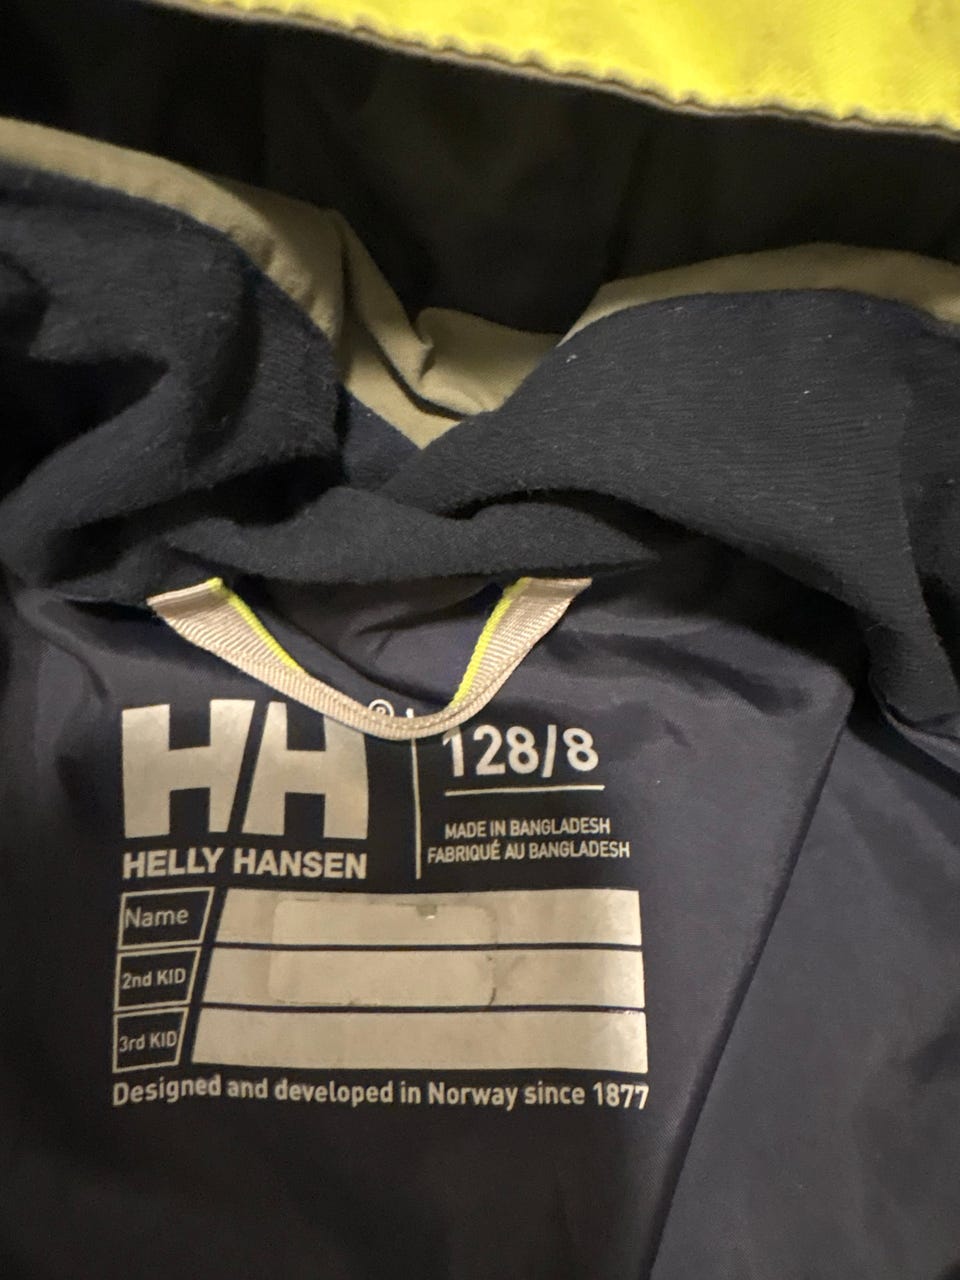 HH®
HELLY HANSEN
128/8
MADE IN BANGLADESH
FABRIQUÉ AU BANGLADESH
Name
2nd KID
3rd KID
Designed and developed in Norway since 1877